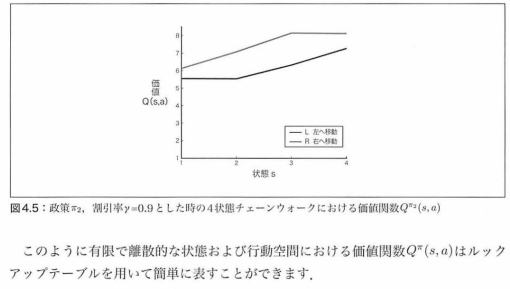 8
7
6
5
4
3
2
1
価値
Q(s,a)
L 左へ移動
R 右へ移動
1 2 3 4
状態 s
図4.5：政策π₂，割引率γ=0.9とした時の4状態チェーンウォークにおける価値関数Q^π₂(s,a)
このように有限で離散的な状態および行動空間における価値関数Q^π(s,a)はルック
アップテーブルを用いて簡単に表すことができます．